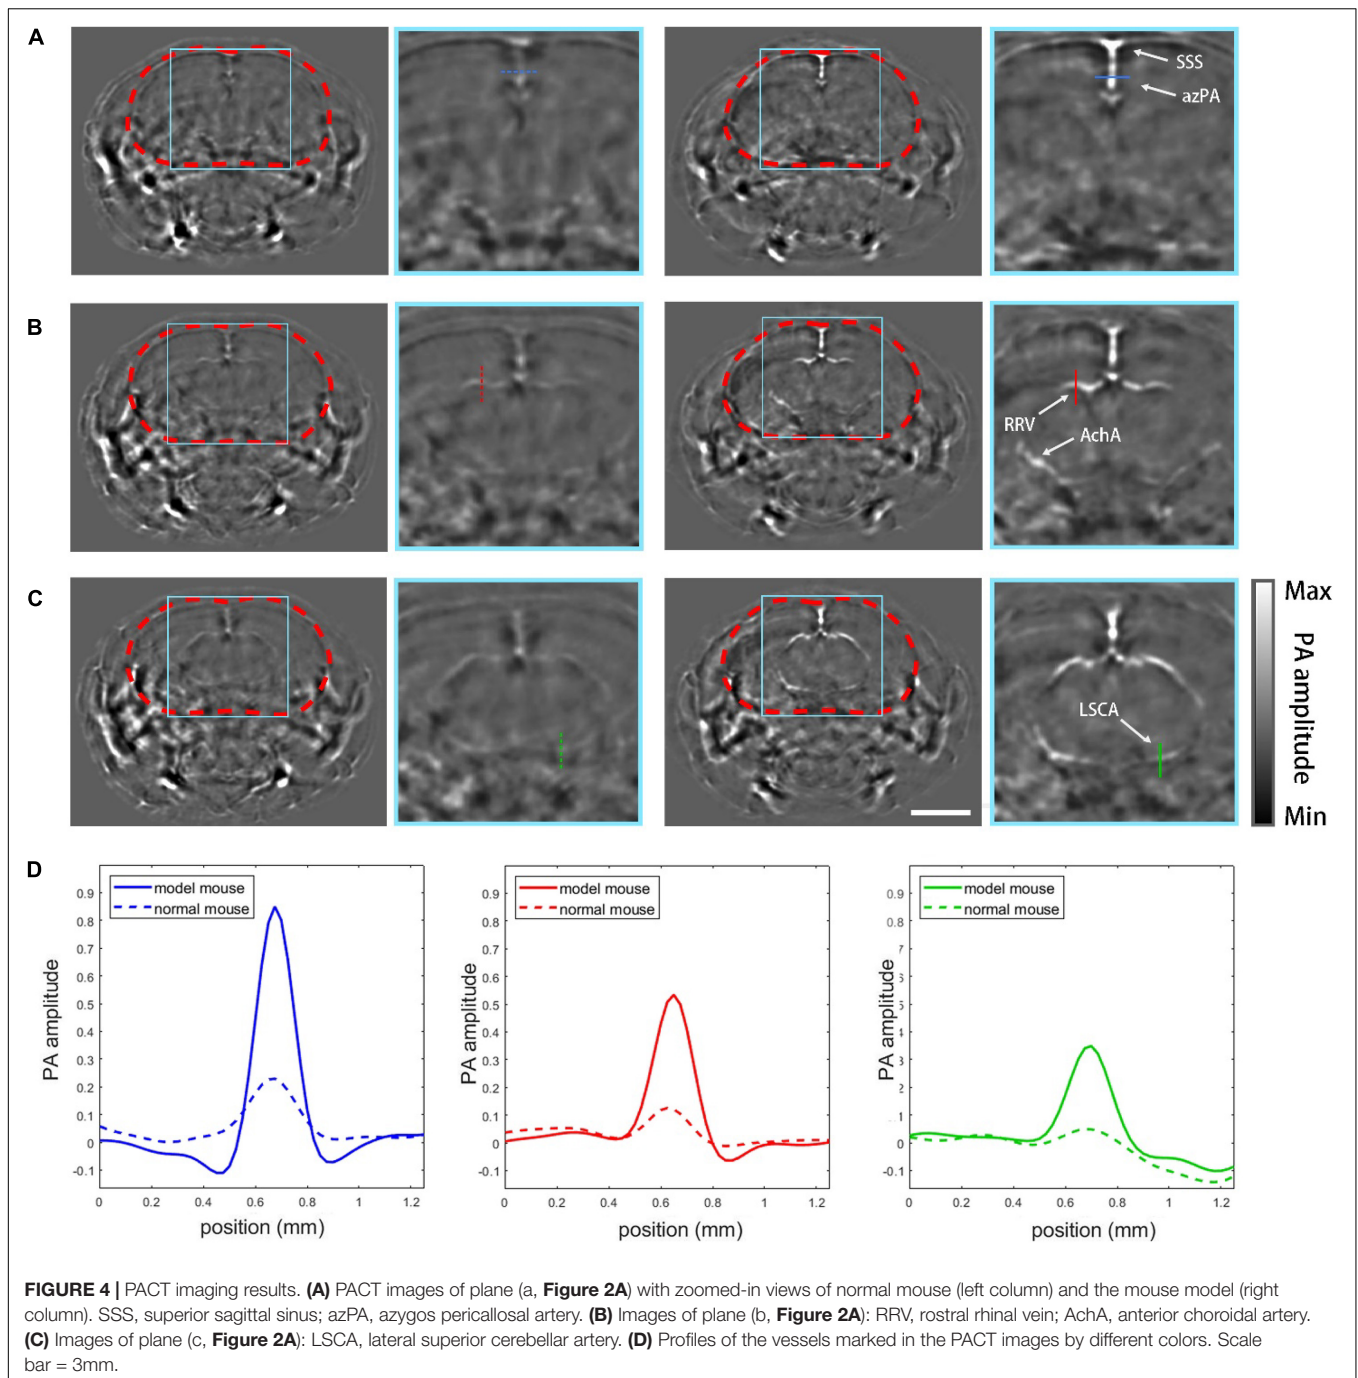 A
SSS
azPA
B
RRV
AchA
C
LSCA
Max
PA amplitude
Min
D
model mouse
normal mouse
0.9
0.8
0.7
0.6
0.5
0.4
0.3
0.2
0.1
0
-0.1
PA amplitude
0 0.2 0.4 0.6 0.8 1 1.2
position (mm)
model mouse
normal mouse
0.9
0.8
0.7
0.6
0.5
0.4
0.3
0.2
0.1
0
-0.1
PA amplitude
0 0.2 0.4 0.6 0.8 1 1.2
position (mm)
model mouse
normal mouse
0.9
0.8
0.1
0
-0.1
PA amplitude
0 0.2 0.4 0.6 0.8 1 1.2
position (mm)
FIGURE 4 | PACT imaging results. (A) PACT images of plane (a, Figure 2A) with zoomed-in views of normal mouse (left column) and the mouse model (right
column). SSS, superior sagittal sinus; azPA, azygos pericallosal artery. (B) Images of plane (b, Figure 2A): RRV, rostral rhinal vein; AchA, anterior choroidal artery.
(C) Images of plane (c, Figure 2A): LSCA, lateral superior cerebellar artery. (D) Profiles of the vessels marked in the PACT images by different colors. Scale
bar = 3mm.